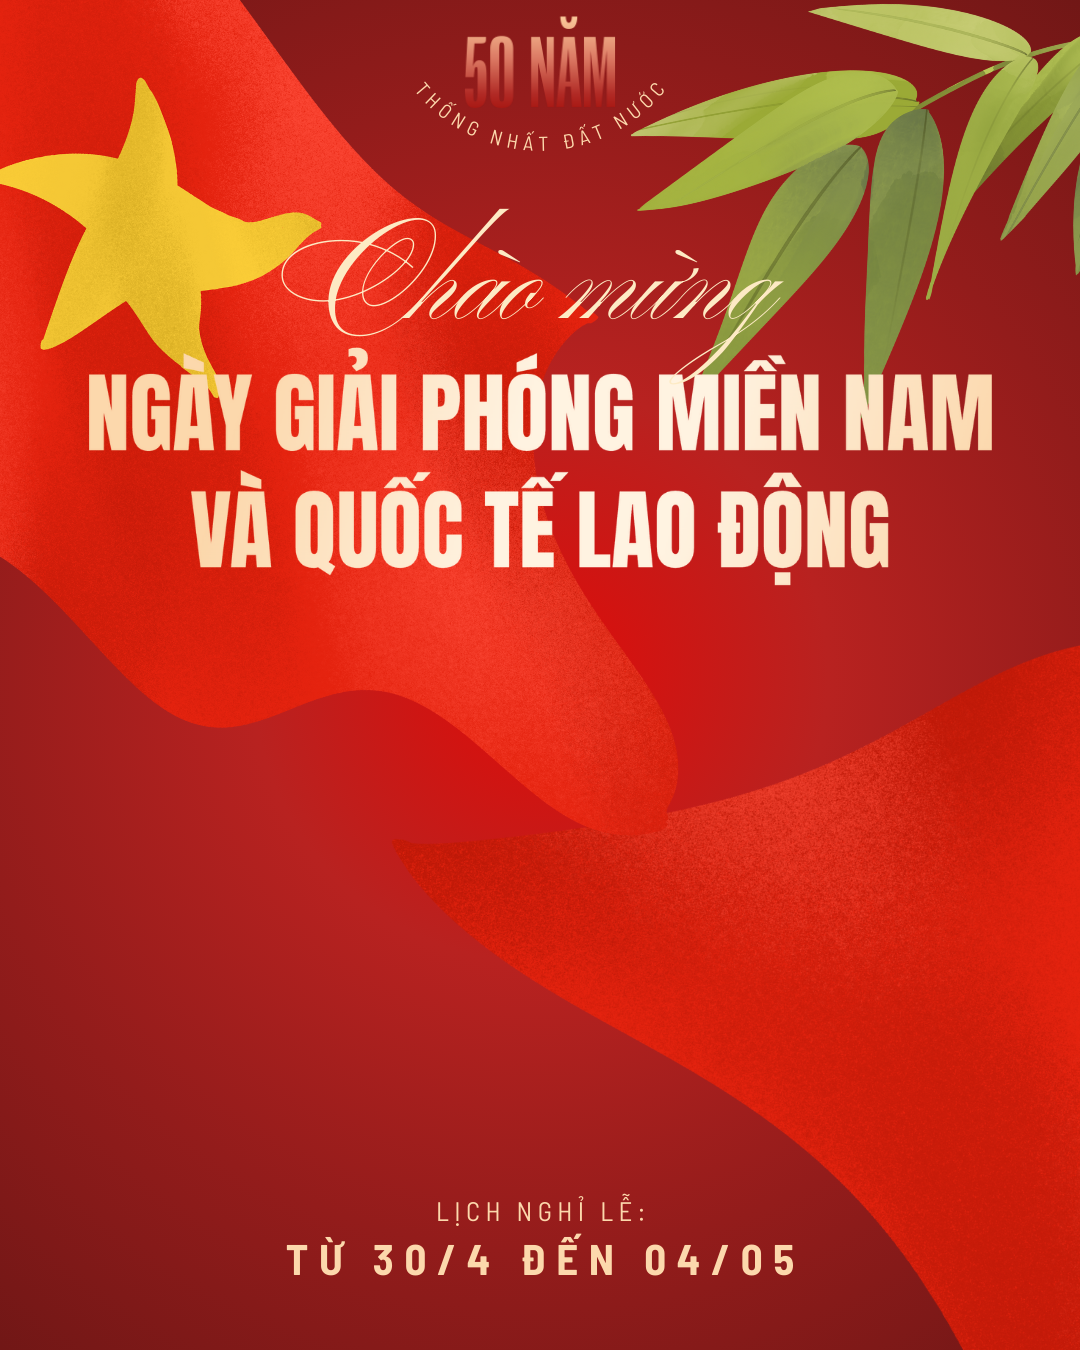 50 NĂM
THỐNG NHẤT ĐẤT NƯỚC
Chào mừng
NGÀY GIẢI PHÓNG MIỀN NAM
VÀ QUỐC TẾ LAO ĐỘNG
LỊCH NGHỈ LỄ:
TỪ 30/4 ĐẾN 04/05